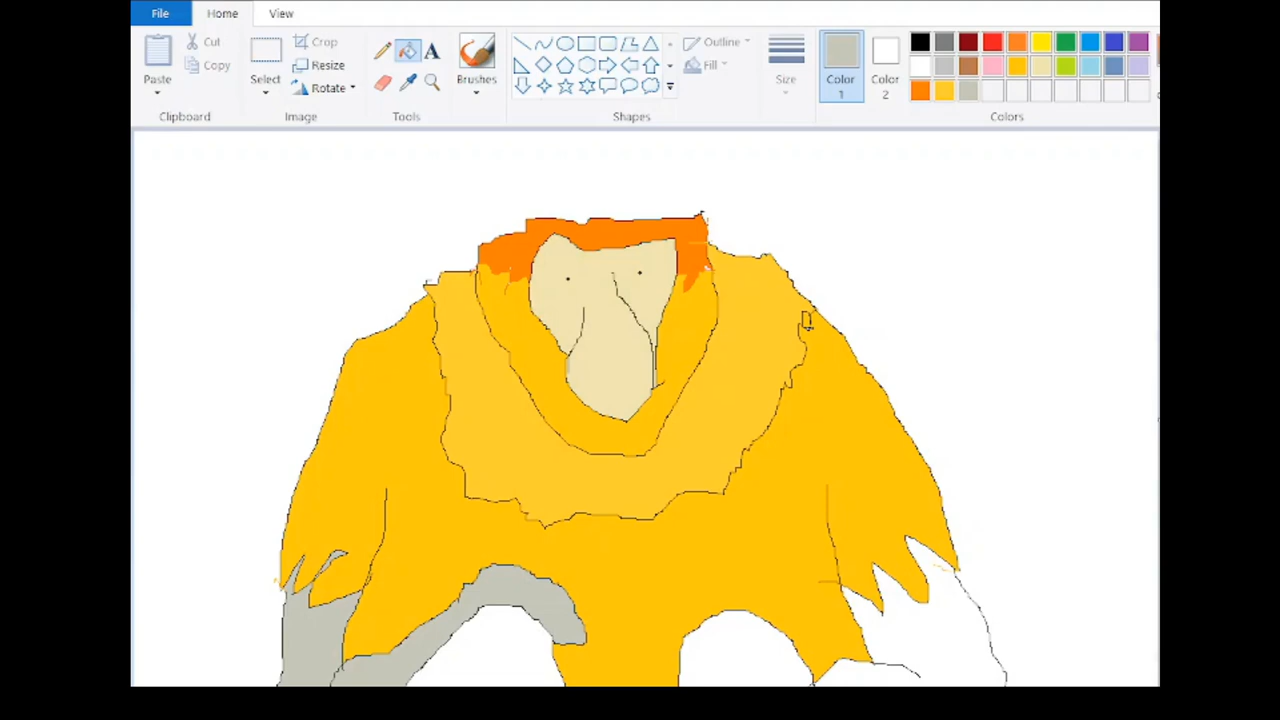 File Home View
Cut Crop Outline
Copy Resize Fill
Paste Select Rotate A Brushes Size Color 1 Color 2
Clipboard Image Tools Shapes Colors